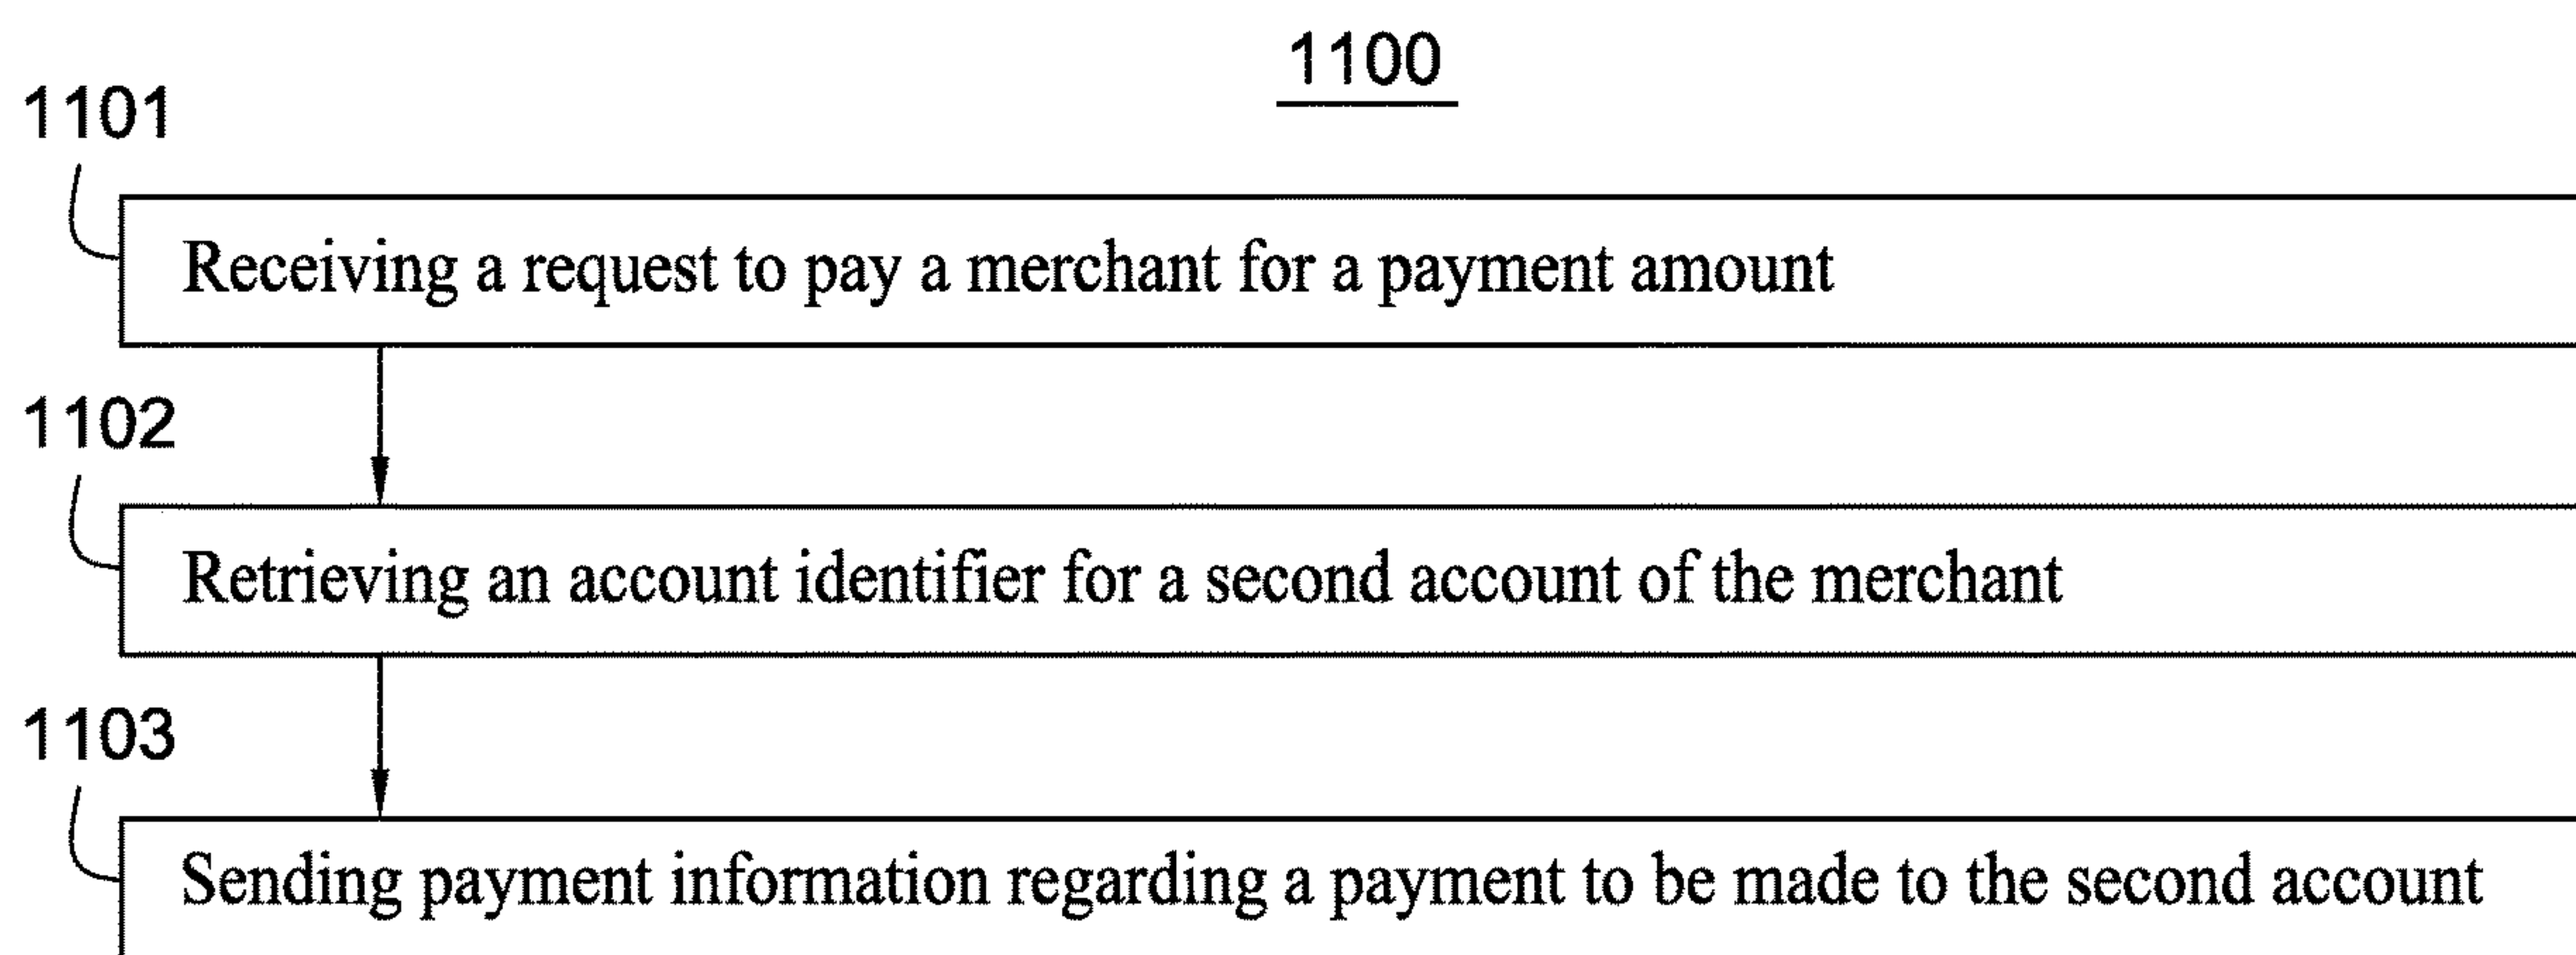 1100
1101
Receiving a request to pay a merchant for a payment amount
1102
Retrieving an account identifier for a second account of the merchant
1103
Sending payment information regarding a payment to be made to the second account